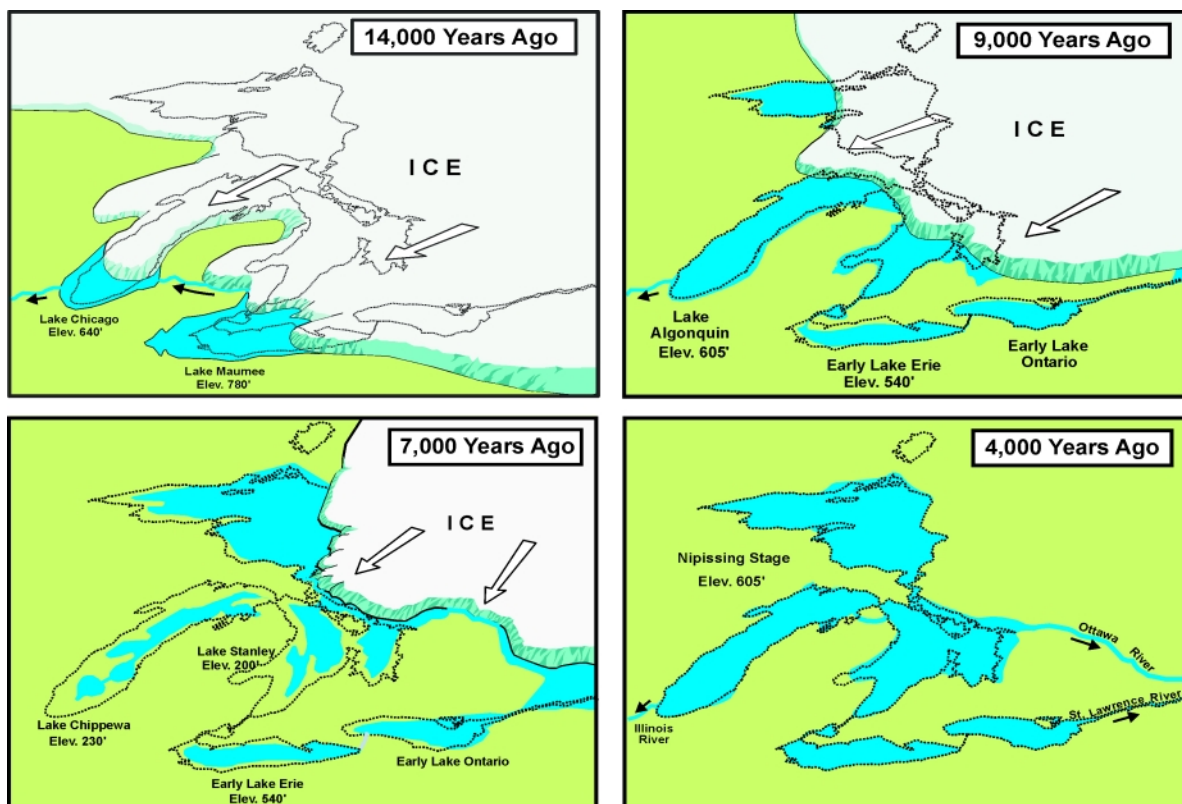 14,000 Years Ago
I C E
Lake Chicago
Elev. 640'
Lake Maumee
Elev. 780'
9,000 Years Ago
I C E
Lake
Algonquin
Elev. 605'
Early Lake Erie
Elev. 540'
Early Lake
Ontario
7,000 Years Ago
I C E
Lake Stanley
Elev. 200'
Lake Chippewa
Elev. 230'
Early Lake Erie
Elev. 540'
Early Lake Ontario
4,000 Years Ago
Nipissing Stage
Elev. 605'
Ottawa
River
St. Lawrence River
Illinois
River